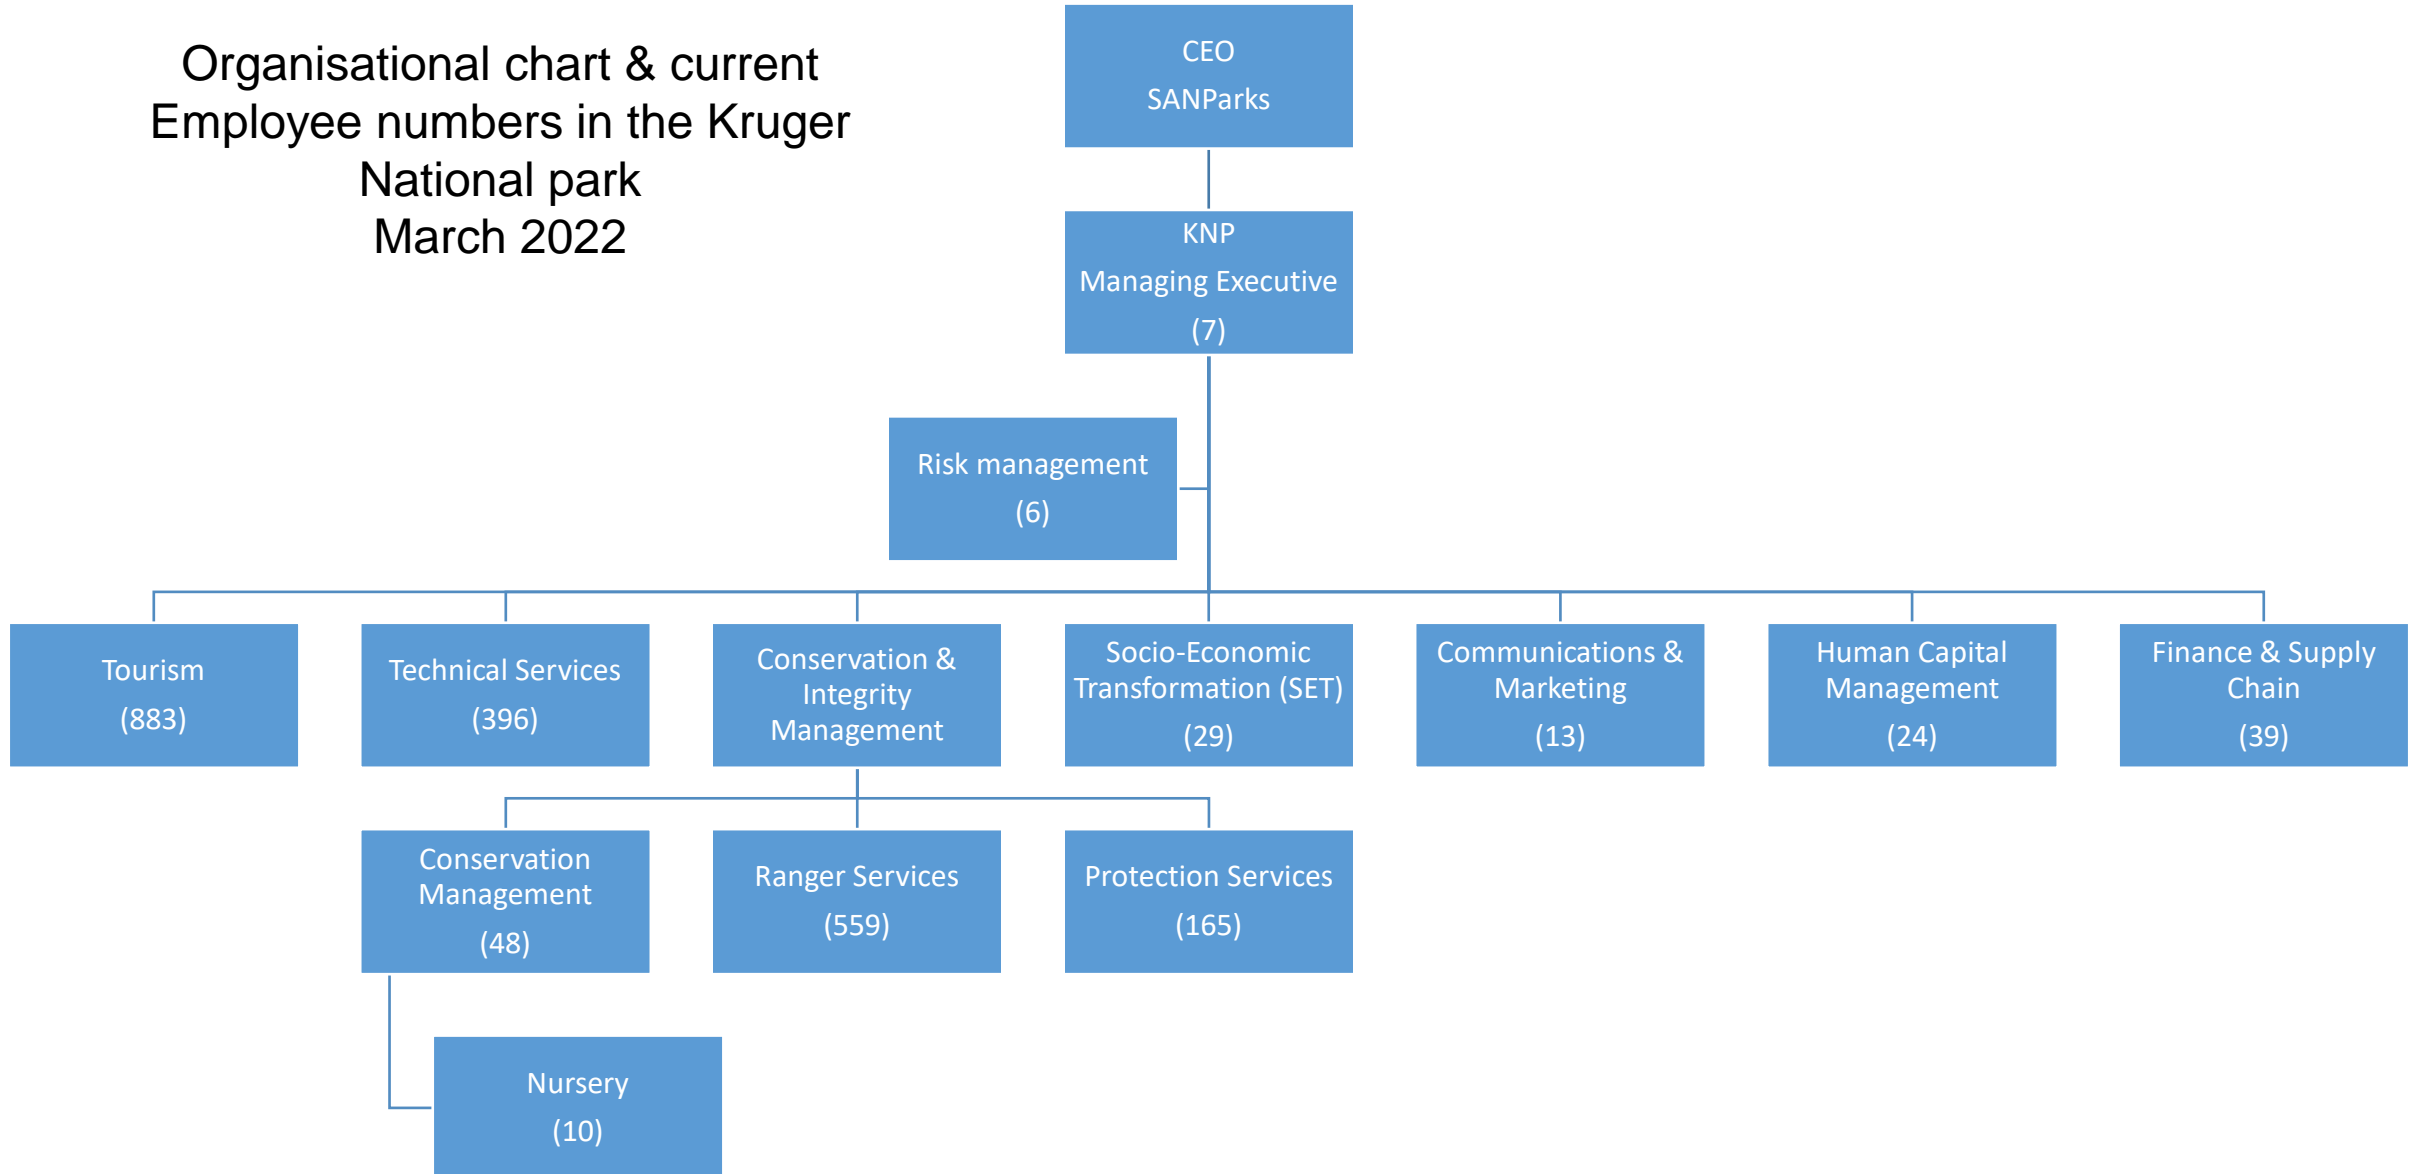 Organisational chart & current
Employee numbers in the Kruger
National park
March 2022
CEO
SANParks
KNP
Managing Executive
(7)
Risk management
(6)
Tourism
(883)
Technical Services
(396)
Conservation &
Integrity
Management
Socio-Economic
Transformation (SET)
(29)
Communications &
Marketing
(13)
Human Capital
Management
(24)
Finance & Supply
Chain
(39)
Conservation
Management
(48)
Ranger Services
(559)
Protection Services
(165)
Nursery
(10)